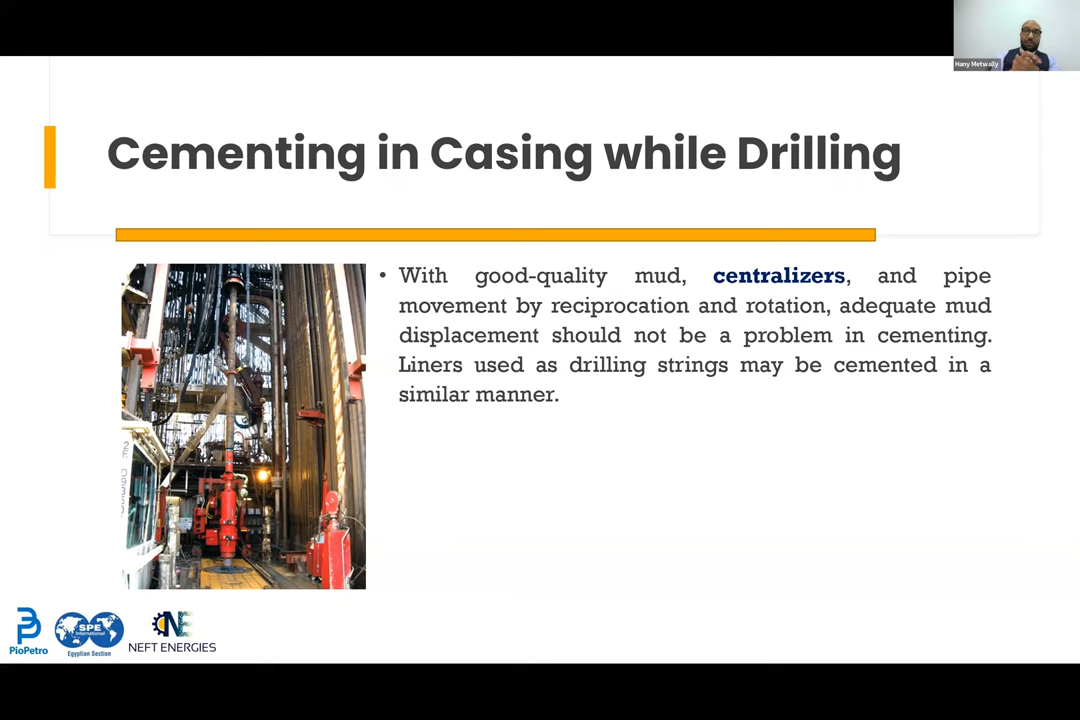 Hany Metwally
Cementing in Casing while Drilling
• With good-quality mud, centralizers, and pipe
movement by reciprocation and rotation, adequate mud
displacement should not be a problem in cementing.
Liners used as drilling strings may be cemented in a
similar manner.
PioPetro
SPE
International
Egyptian Section
NE
NEFT ENERGIES